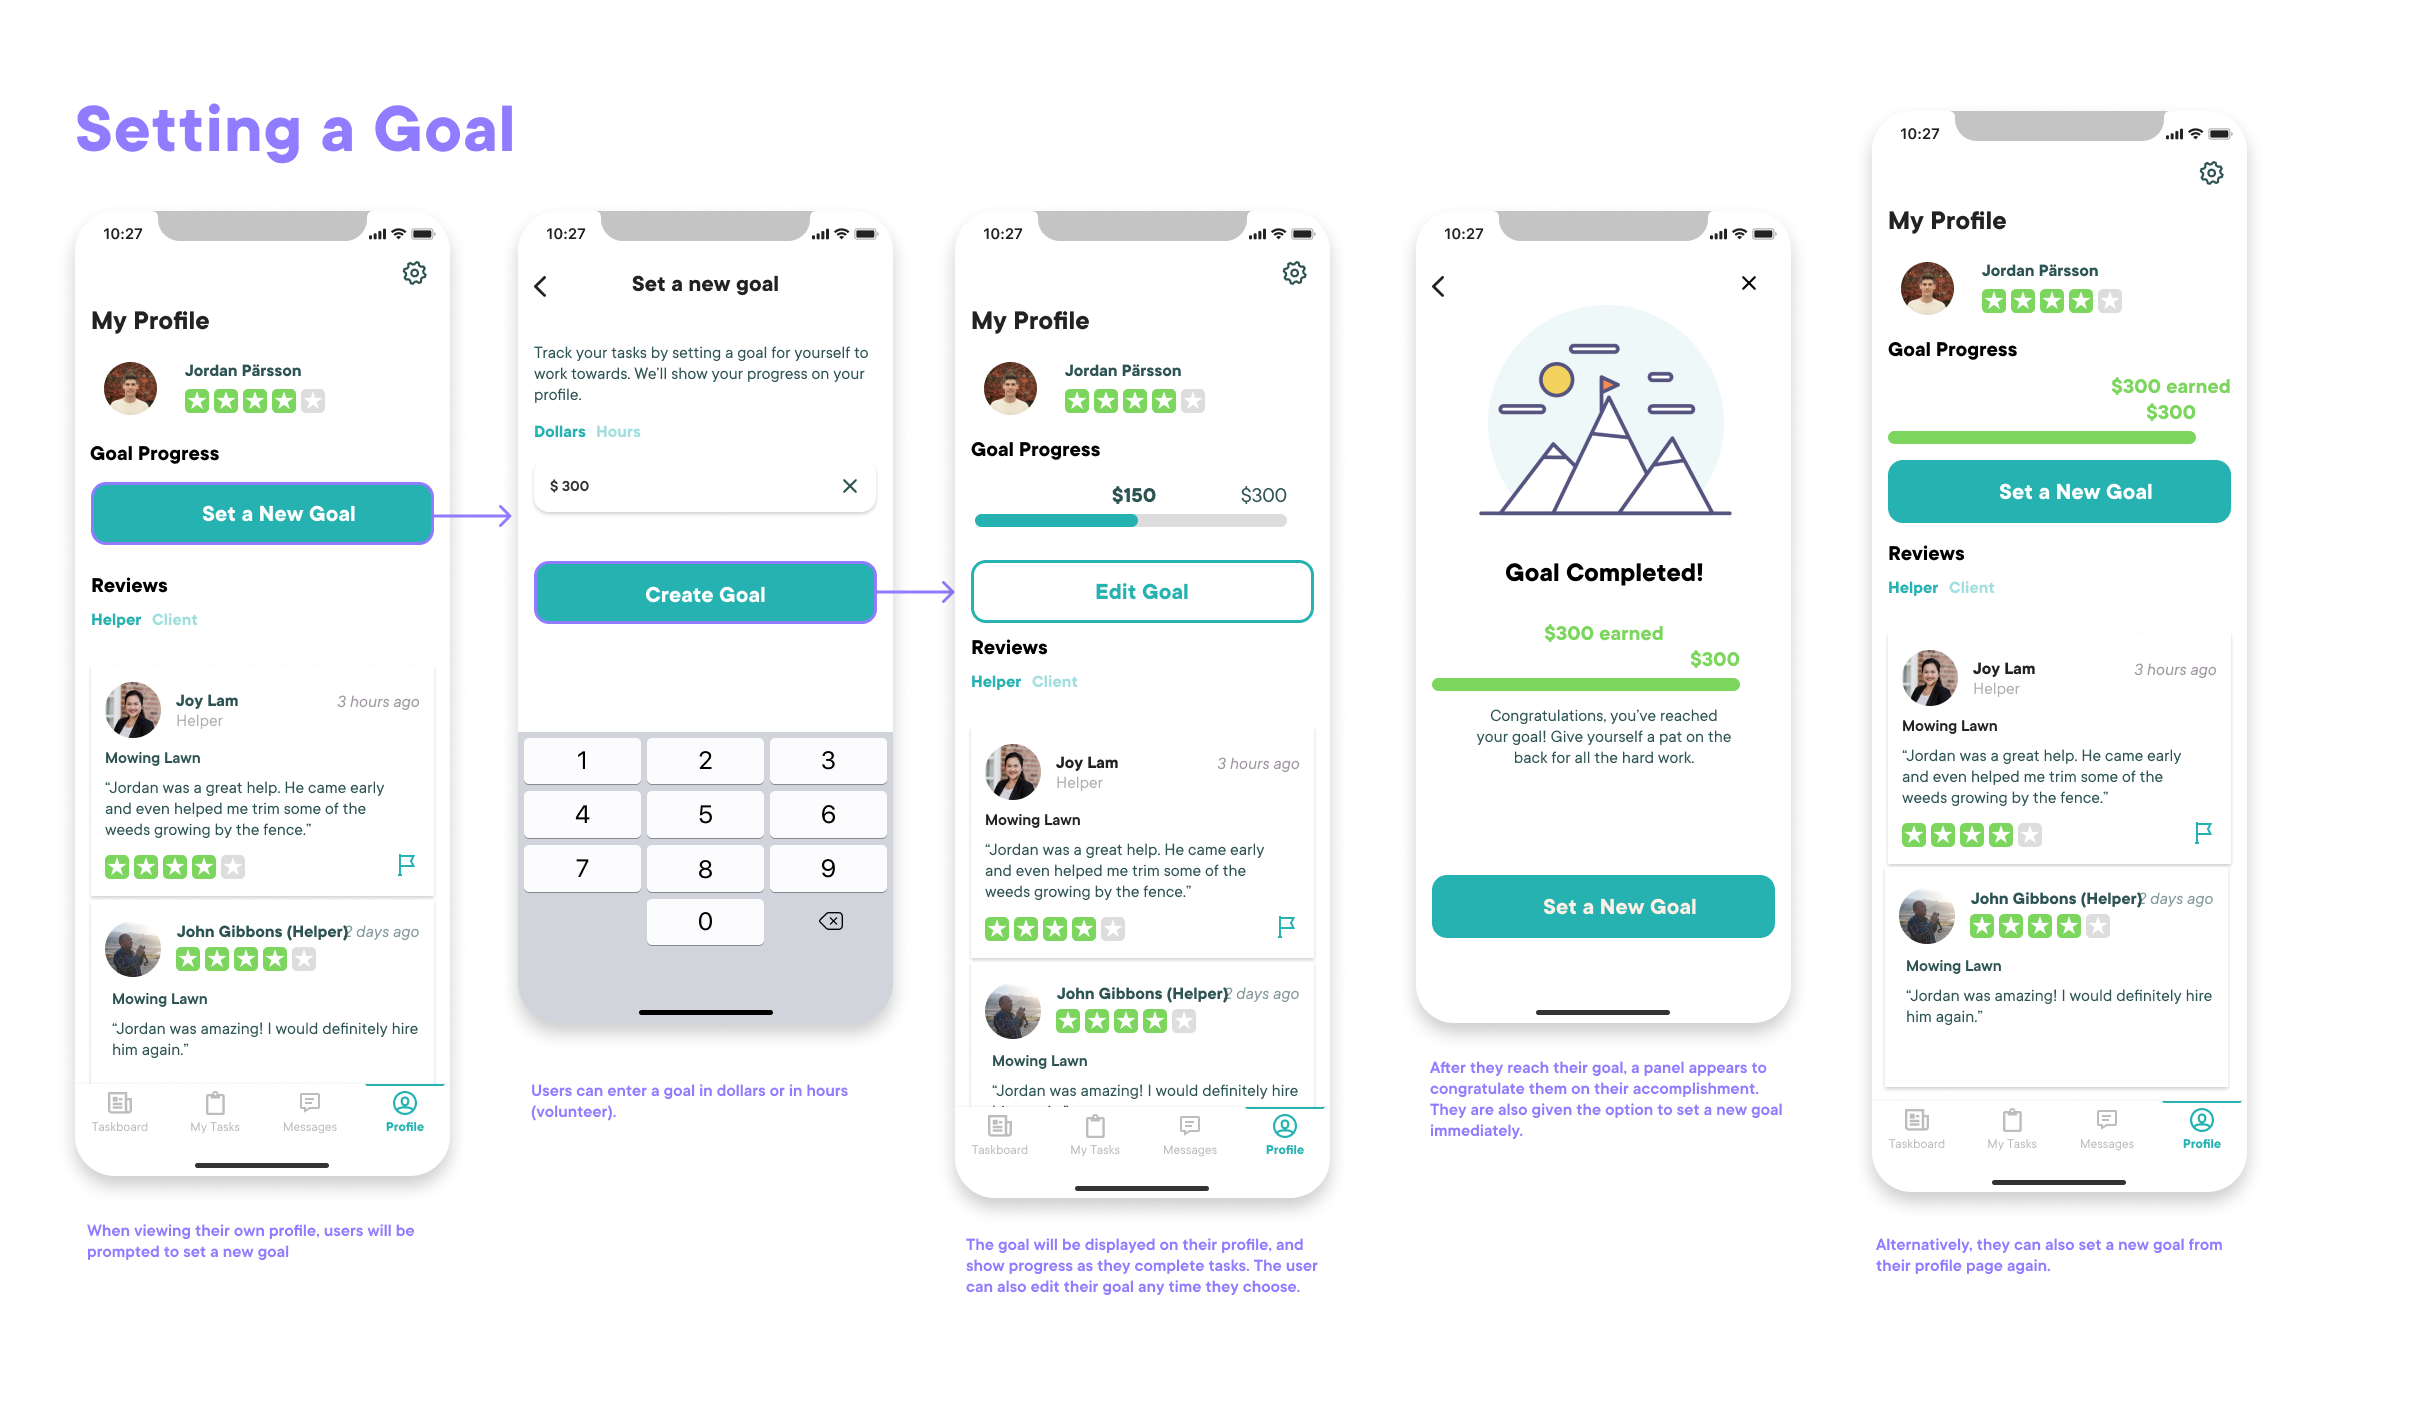 Setting a Goal
10:27
My Profile
Jordan Pärsson
Goal Progress
Set a New Goal
Reviews
Helper Client
Joy Lam
3 hours ago
Helper
Mowing Lawn
“Jordan was a great help. He came early
and even helped me trim some of the
weeds growing by the fence.”
John Gibbons (Helper)
2 days ago
Mowing Lawn
“Jordan was amazing! I would definitely hire
him again.”
Taskboard My Tasks Messages Profile
When viewing their own profile, users will be
prompted to set a new goal
10:27
Set a new goal
Track your tasks by setting a goal for yourself to
work towards. We’ll show your progress on your
profile.
Dollars Hours
$ 300
Create Goal
1 2 3
4 5 6
7 8 9
0
Users can enter a goal in dollars or in hours
(volunteer).
10:27
My Profile
Jordan Pärsson
Goal Progress
$150 $300
Edit Goal
Reviews
Helper Client
Joy Lam
3 hours ago
Helper
Mowing Lawn
“Jordan was a great help. He came early
and even helped me trim some of the
weeds growing by the fence.”
John Gibbons (Helper)
2 days ago
Mowing Lawn
“Jordan was amazing! I would definitely hire
Taskboard My Tasks Messages Profile
The goal will be displayed on their profile, and
show progress as they complete tasks. The user
can also edit their goal any time they choose.
10:27
Goal Completed!
$300 earned
$300
Congratulations, you’ve reached
your goal! Give yourself a pat on the
back for all the hard work.
Set a New Goal
After they reach their goal, a panel appears to
congratulate them on their accomplishment.
They are also given the option to set a new goal
immediately.
10:27
My Profile
Jordan Pärsson
Goal Progress
$300 earned
$300
Set a New Goal
Reviews
Helper Client
Joy Lam
3 hours ago
Helper
Mowing Lawn
“Jordan was a great help. He came early
and even helped me trim some of the
weeds growing by the fence.”
John Gibbons (Helper)
2 days ago
Mowing Lawn
“Jordan was amazing! I would definitely hire
him again.”
Taskboard My Tasks Messages Profile
Alternatively, they can also set a new goal from
their profile page again.